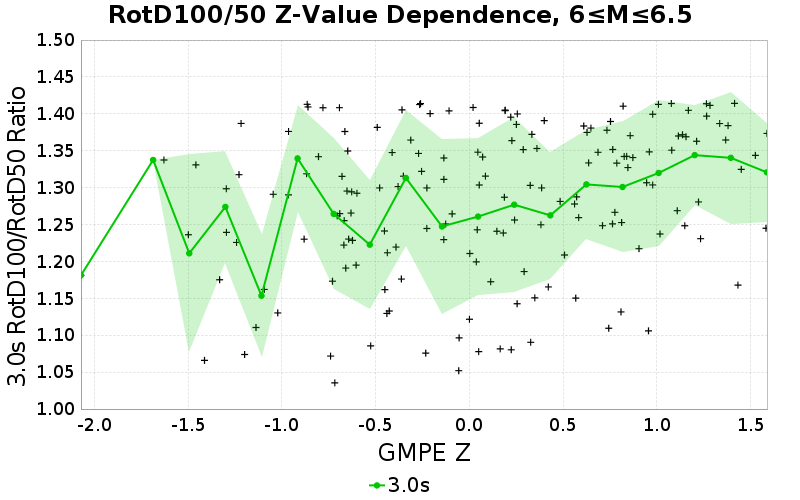 RotD100/50 Z-Value Dependence, 6≤M≤6.5
3.0s RotD100/RotD50 Ratio
1.50
1.45
1.40
1.35
1.30
1.25
1.20
1.15
1.10
1.05
1.00
-2.0 -1.5 -1.0 -0.5 0.0 0.5 1.0 1.5
GMPE Z
3.0s